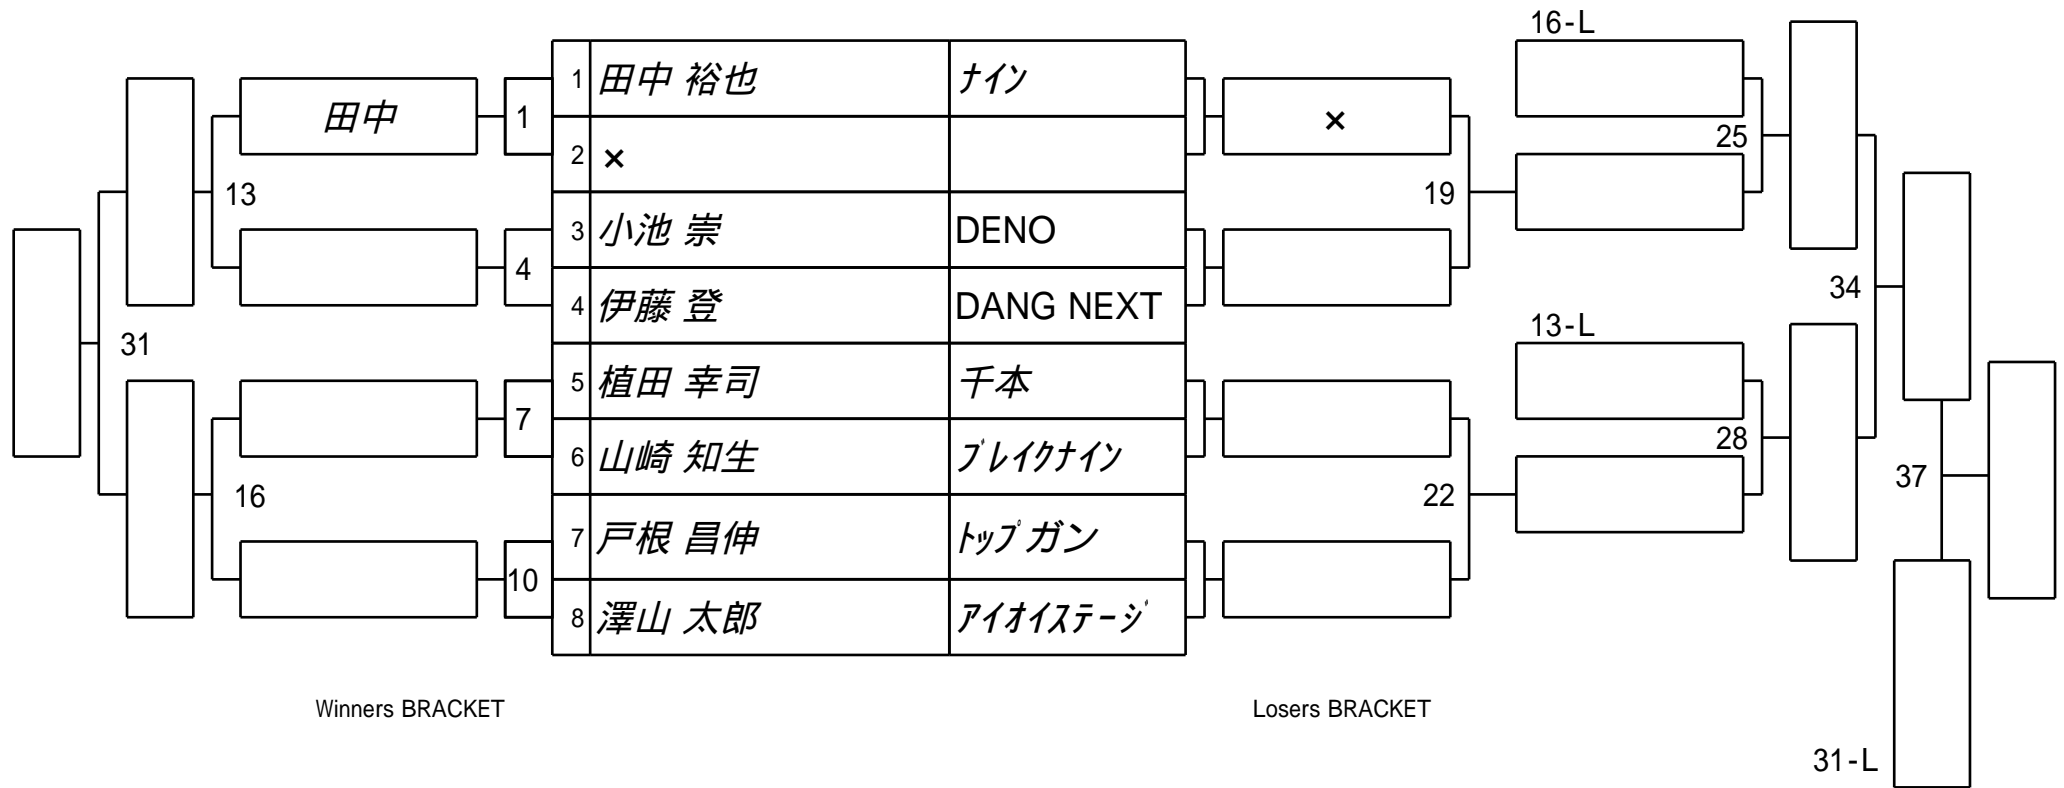 16-L
田中
1
1 田中 裕也 ﾅｲﾝ
×
25
2 ×
13
19
3 小池 崇 DENO
4
4 伊藤 登 DANG NEXT
34
13-L
31
5 植田 幸司 千本
7
28
6 山崎 知生 ﾌﾞﾚｲｸﾅｲﾝ
37
16
22
7 戸根 昌伸 ﾄｯﾌﾟガン
10
8 澤山 太郎 ｱｲｵｲｽﾃｰｼﾞ
Winners BRACKET
Losers BRACKET
31-L